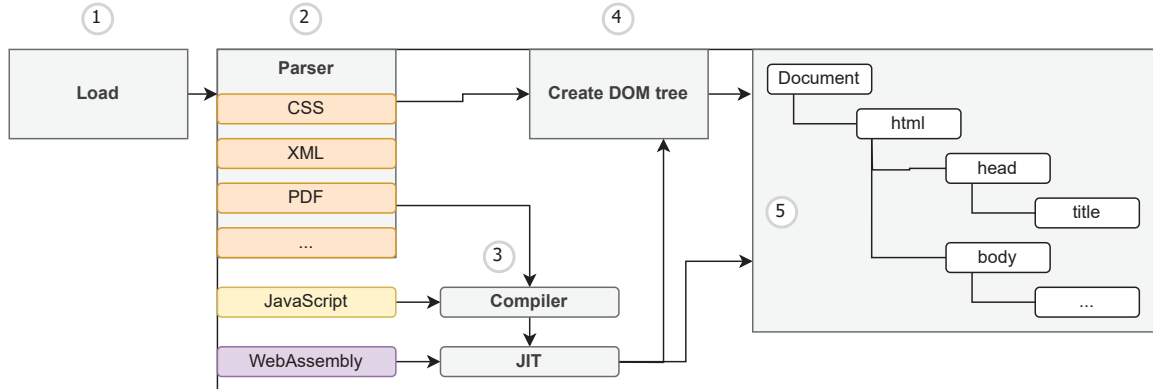 1
2
4
Load
Parser
CSS
XML
PDF
...
JavaScript
WebAssembly
3
Compiler
JIT
Create DOM tree
5
Document
html
head
title
body
...